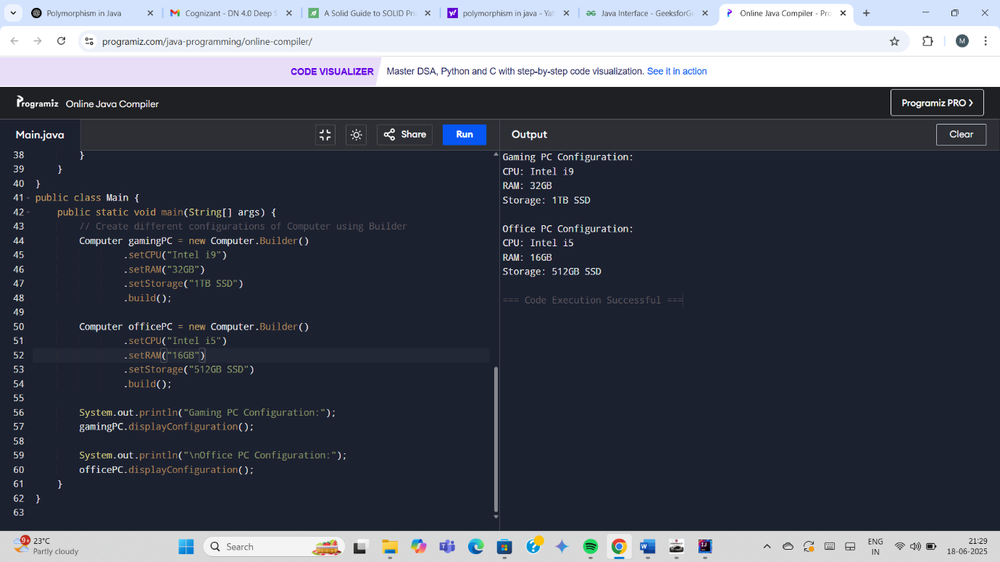 Polymorphism in Java
Cognizant - DN 4.0 Deep S
A Solid Guide to SOLID Prin
polymorphism in java - Yah
Java Interface - GeeksforGe
Online Java Compiler - Pro
programiz.com/java-programming/online-compiler/
M
CODE VISUALIZER
Master DSA, Python and C with step-by-step code visualization. See it in action
Programiz
Online Java Compiler
Programiz PRO
Main.java
Share
Run
Output
Clear
38 }
39 }
40 }
41 public class Main {
42 public static void main(String[] args) {
43 // Create different configurations of Computer using Builder
44 Computer gamingPC = new Computer.Builder()
45 .setCPU("Intel i9")
46 .setRAM("32GB")
47 .setStorage("1TB SSD")
48 .build();
49
50 Computer officePC = new Computer.Builder()
51 .setCPU("Intel i5")
52 .setRAM("16GB")
53 .setStorage("512GB SSD")
54 .build();
55
56 System.out.println("Gaming PC Configuration:");
57 gamingPC.displayConfiguration();
58
59 System.out.println("\nOffice PC Configuration:");
60 officePC.displayConfiguration();
61 }
62 }
63
Gaming PC Configuration:
CPU: Intel i9
RAM: 32GB
Storage: 1TB SSD
Office PC Configuration:
CPU: Intel i5
RAM: 16GB
Storage: 512GB SSD
=== Code Execution Successful ===
9+
23°C
Partly cloudy
Search
ENG
IN
21:29
18-06-2025